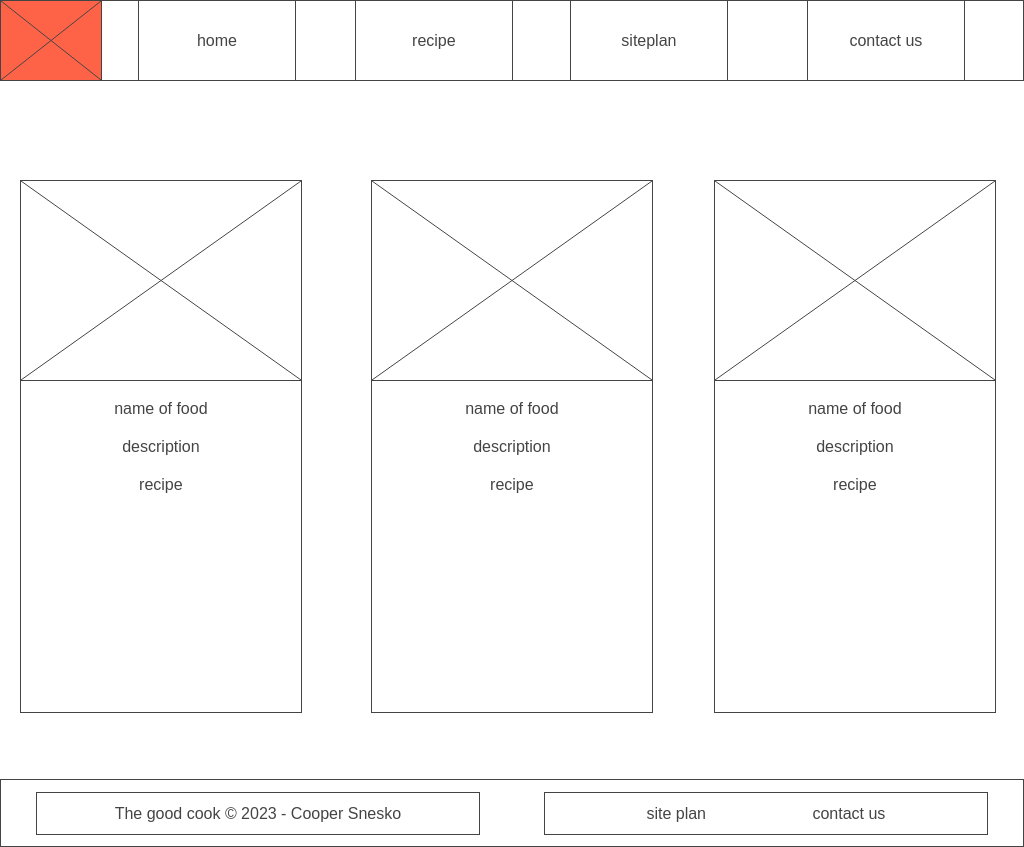 home
recipe
siteplan
contact us
name of food
description
recipe
name of food
description
recipe
name of food
description
recipe
The good cook © 2023 - Cooper Snesko
site plan
contact us